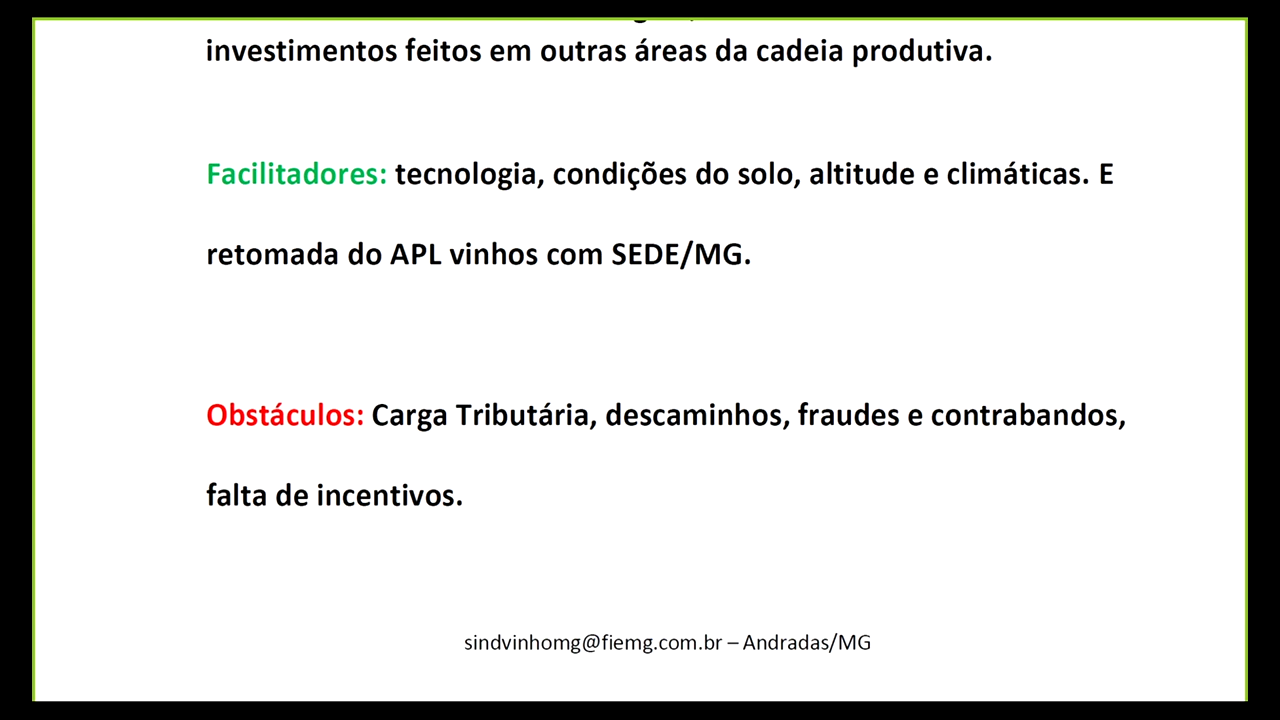 investimentos feitos em outras áreas da cadeia produtiva.
Facilitadores: tecnologia, condições do solo, altitude e climáticas. E
retomada do APL vinhos com SEDE/MG.
Obstáculos: Carga Tributária, descaminhos, fraudes e contrabandos,
falta de incentivos.
sindvinhomg@fiemg.com.br – Andradas/MG